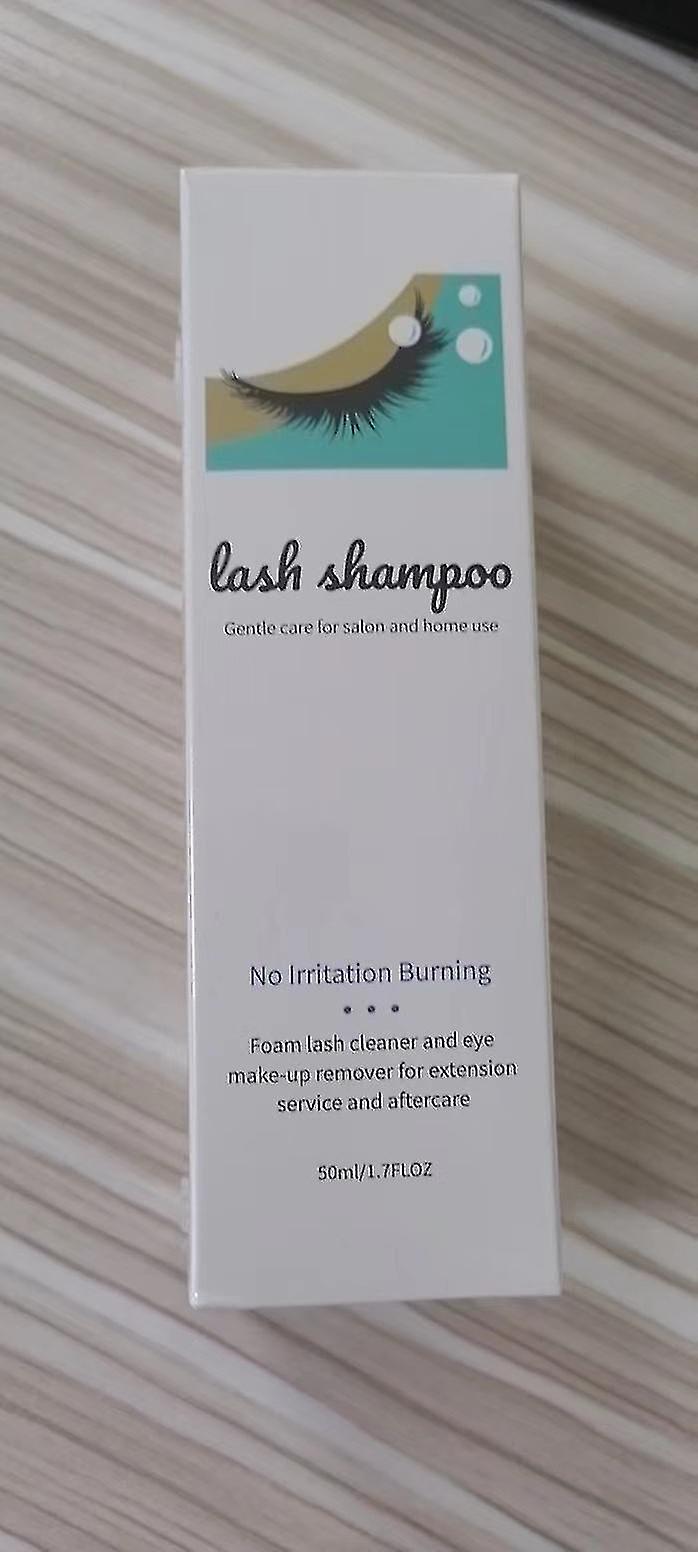 lash shampoo
Gentle care for salon and home use
No Irritation Burning
Foam lash cleaner and eye
make-up remover for extension
service and aftercare
50ml/1.7FLOZ